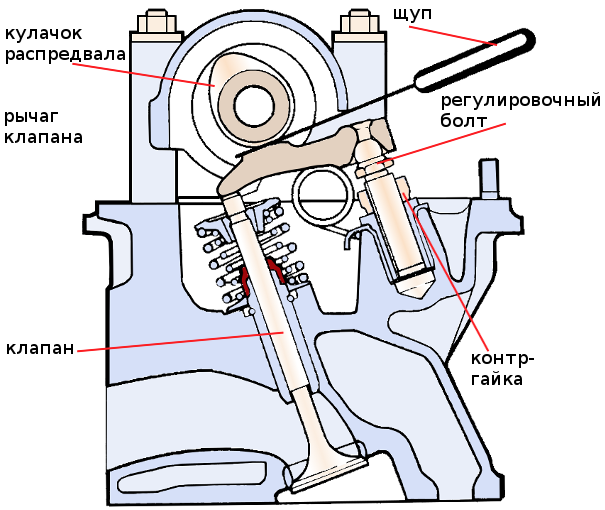 щуп
кулачок
распредвала
рычаг
клапана
регулировочный
болт
клапан
контр-
гайка